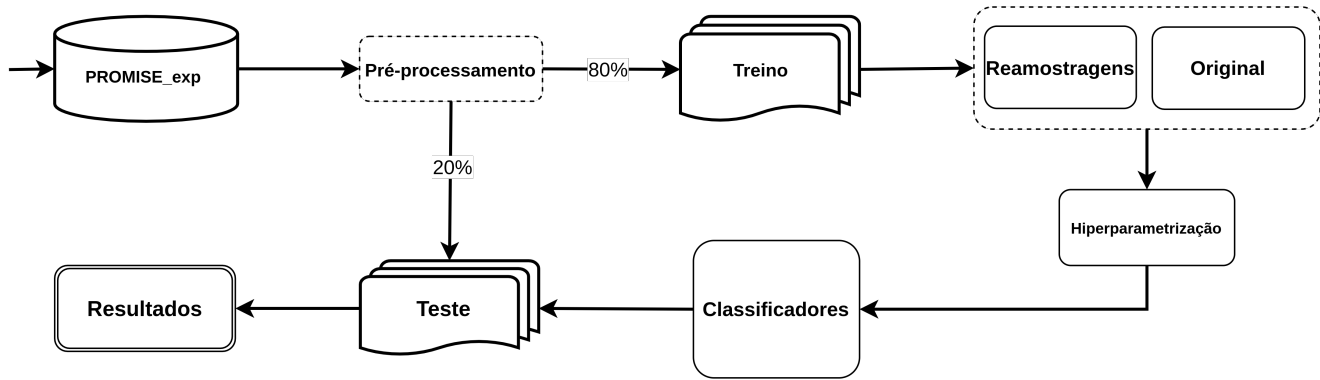 PROMISE_exp
Pré-processamento
80%
Treino
Reamostragens
Original
20%
Hiperparametrização
Resultados
Teste
Classificadores